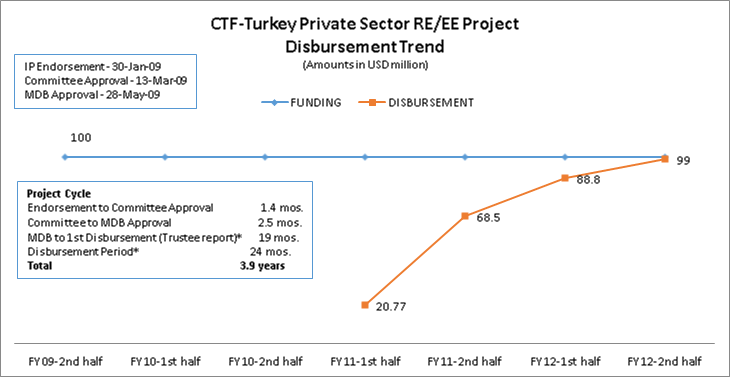 CTF-Turkey Private Sector RE/EE Project
Disbursement Trend
(Amounts in USD million)
IP Endorsement - 30-Jan-09
Committee Approval - 13-Mar-09
MDB Approval - 28-May-09
FUNDING DISBURSEMENT
100
99
88.8
68.5
20.77
Project Cycle
Endorsement to Committee Approval 1.4 mos.
Committee to MDB Approval 2.5 mos.
MDB to 1st Disbursement (Trustee report)* 19 mos.
Disbursement Period* 24 mos.
Total 3.9 years
FY09-2nd half FY10-1st half FY10-2nd half FY11-1st half FY11-2nd half FY12-1st half FY12-2nd half